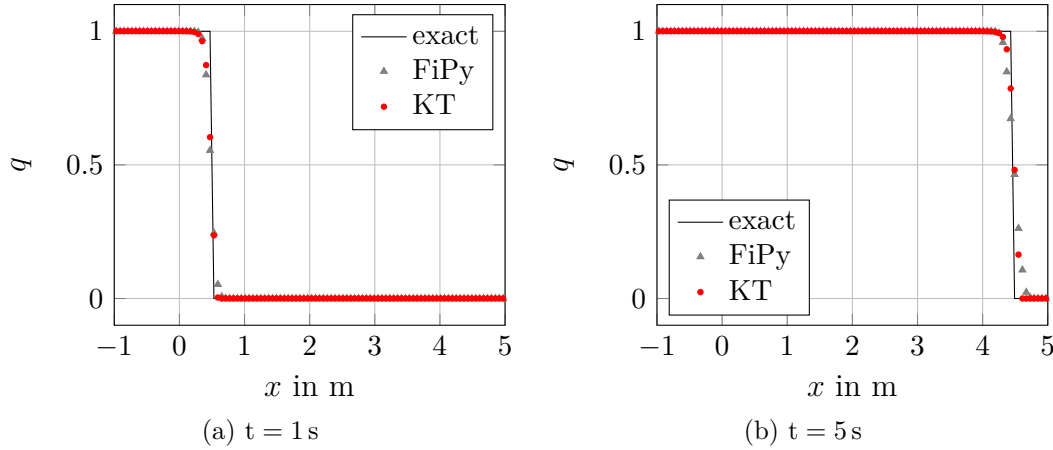 1
0.5
0
q
−1 0 1 2 3 4 5
x in m
exact
FiPy
KT
(a) t = 1 s
1
0.5
0
q
−1 0 1 2 3 4 5
x in m
exact
FiPy
KT
(b) t = 5 s